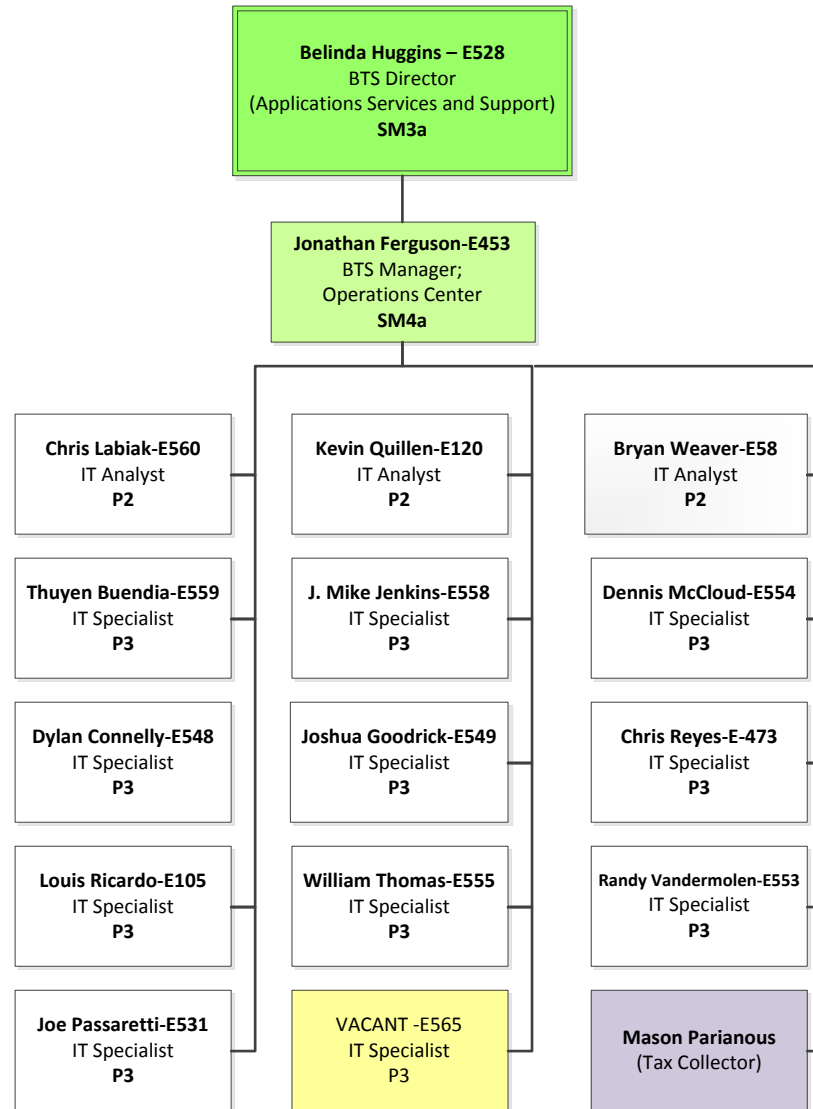 Belinda Huggins – E528
BTS Director
(Applications Services and Support)
SM3a
Jonathan Ferguson-E453
BTS Manager;
Operations Center
SM4a
Chris Labiak-E560
IT Analyst
P2
Kevin Quillen-E120
IT Analyst
P2
Bryan Weaver-E58
IT Analyst
P2
Thuyen Buendia-E559
IT Specialist
P3
J. Mike Jenkins-E558
IT Specialist
P3
Dennis McCloud-E554
IT Specialist
P3
Dylan Connelly-E548
IT Specialist
P3
Joshua Goodrick-E549
IT Specialist
P3
Chris Reyes-E-473
IT Specialist
P3
Louis Ricardo-E105
IT Specialist
P3
William Thomas-E555
IT Specialist
P3
Randy Vandermolen-E553
IT Specialist
P3
Joe Passaretti-E531
IT Specialist
P3
VACANT -E565
IT Specialist
P3
Mason Parianous
(Tax Collector)